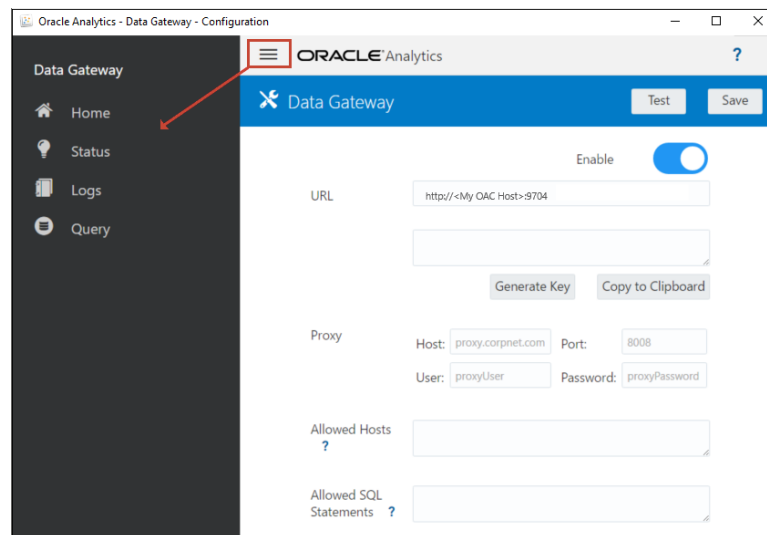 Oracle Analytics - Data Gateway - Configuration
Data Gateway
Home
Status
Logs
Query
ORACLE Analytics
?
Data Gateway
Test
Save
Enable
URL
http://<My OAC Host>:9704
Generate Key
Copy to Clipboard
Proxy
Host: proxy.corpnet.com Port: 8008
User: proxyUser Password: proxyPassword
Allowed Hosts
?
Allowed SQL
Statements ?